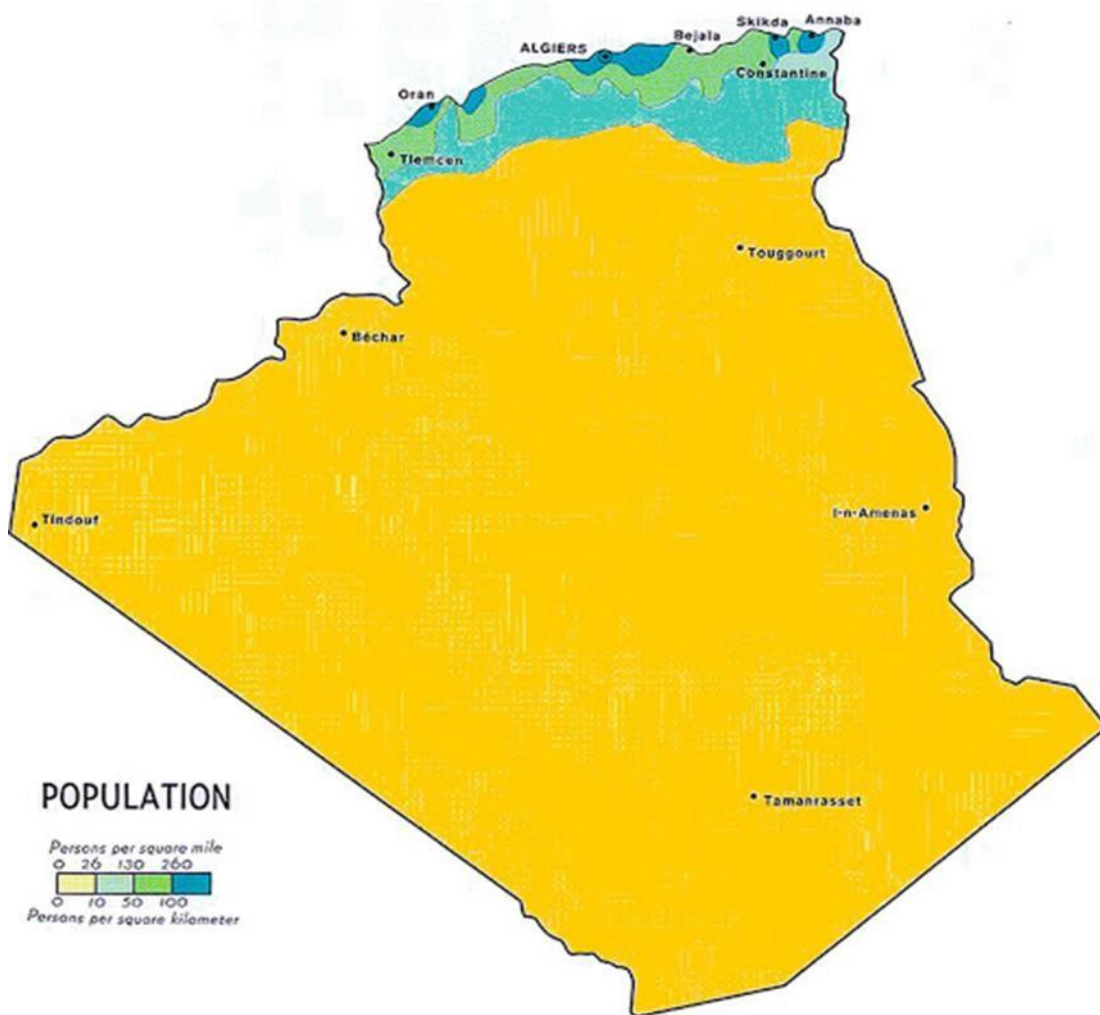 Skikda
Annaba
ALGIERS
Bejala
Constantine
Oran
Tlemcen
Touggourt
Béchar
Tindouf
I-n-Amenas
Tamanrasset
POPULATION
Persons per square mile
0 26 130 260
0 10 50 100
Persons per square kilometer